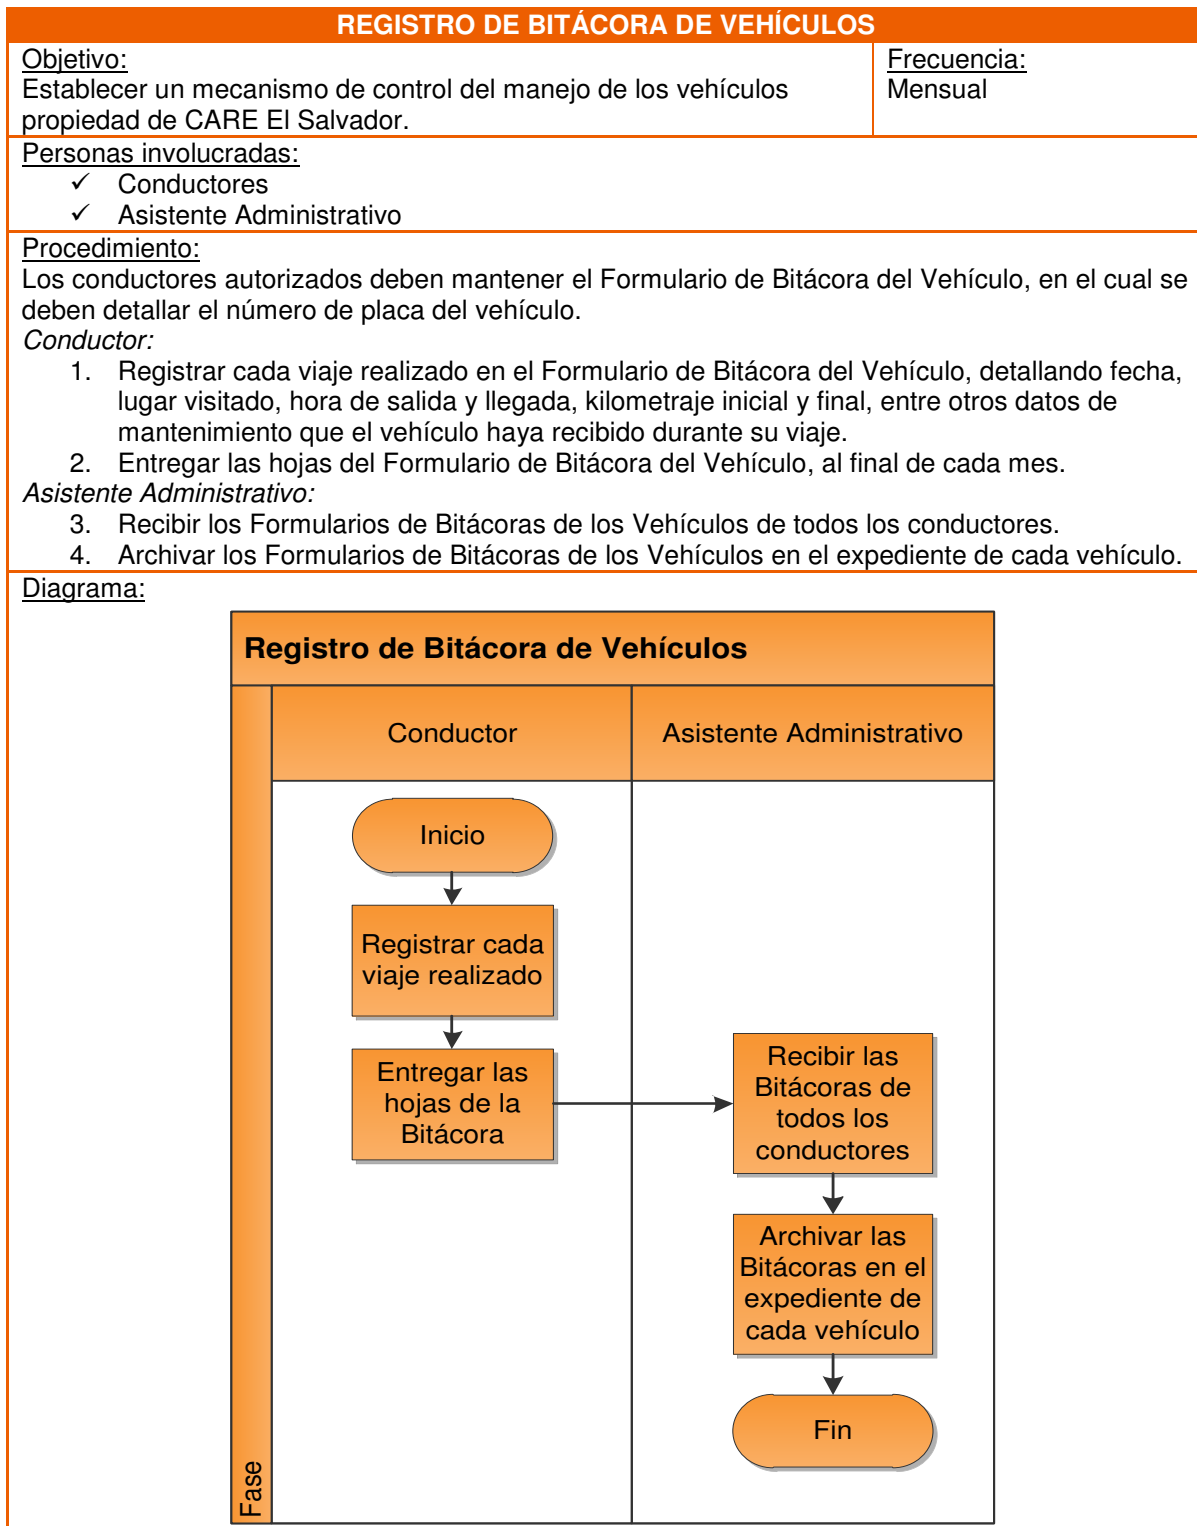 REGISTRO DE BITÁCORA DE VEHÍCULOS
Objetivo:
Establecer un mecanismo de control del manejo de los vehículos
propiedad de CARE El Salvador.
Frecuencia:
Mensual
Personas involucradas:
✓ Conductores
✓ Asistente Administrativo
Procedimiento:
Los conductores autorizados deben mantener el Formulario de Bitácora del Vehículo, en el cual se
deben detallar el número de placa del vehículo.
Conductor:
1. Registrar cada viaje realizado en el Formulario de Bitácora del Vehículo, detallando fecha,
lugar visitado, hora de salida y llegada, kilometraje inicial y final, entre otros datos de
mantenimiento que el vehículo haya recibido durante su viaje.
2. Entregar las hojas del Formulario de Bitácora del Vehículo, al final de cada mes.
Asistente Administrativo:
3. Recibir los Formularios de Bitácoras de los Vehículos de todos los conductores.
4. Archivar los Formularios de Bitácoras de los Vehículos en el expediente de cada vehículo.
Diagrama:
Registro de Bitácora de Vehículos
Conductor
Asistente Administrativo
Inicio
Registrar cada
viaje realizado
Entregar las
hojas de la
Bitácora
Recibir las
Bitácoras de
todos los
conductores
Archivar las
Bitácoras en el
expediente de
cada vehículo
Fin
Fase